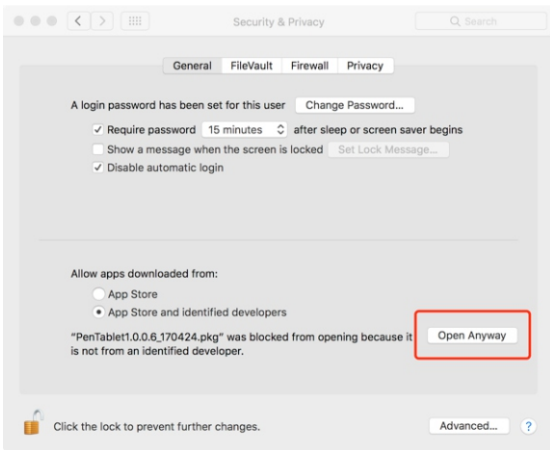 Security & Privacy
Search
General FileVault Firewall Privacy
A login password has been set for this user Change Password...
Require password 15 minutes after sleep or screen saver begins
Show a message when the screen is locked Set Lock Message...
Disable automatic login
Allow apps downloaded from:
App Store
App Store and identified developers
"PenTablet1.0.0.6_170424.pkg" was blocked from opening because it Open Anyway
is not from an identified developer.
Click the lock to prevent further changes. Advanced... ?